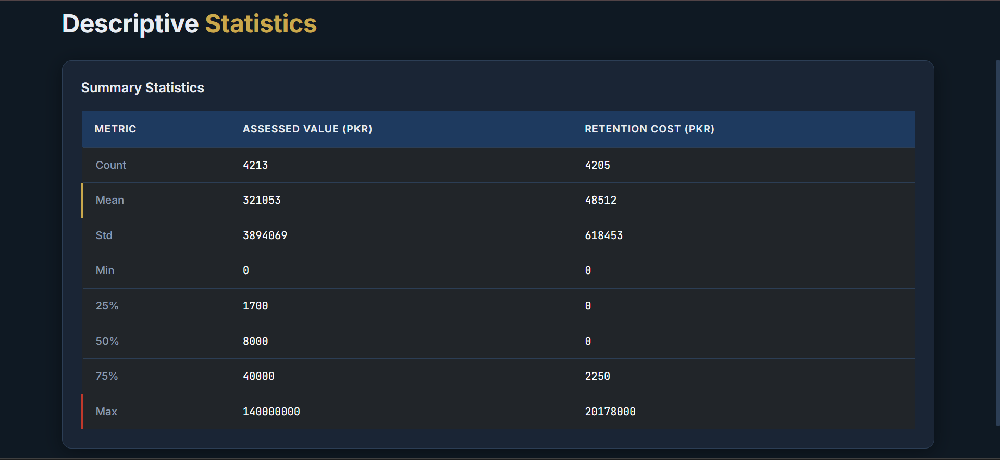 Descriptive Statistics
Summary Statistics
METRIC ASSESSED VALUE (PKR) RETENTION COST (PKR)
Count 4213 4205
Mean 321053 48512
Std 3894069 618453
Min 0 0
25% 1700 0
50% 8000 0
75% 40000 2250
Max 140000000 20178000